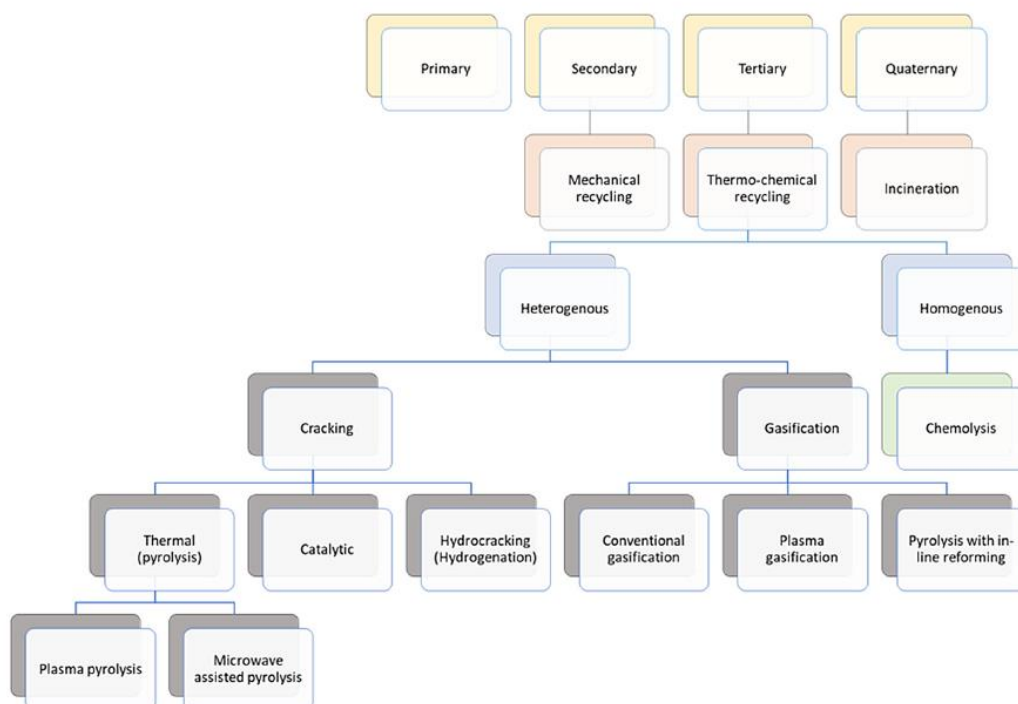 Primary
Secondary
Tertiary
Quaternary
Mechanical
recycling
Thermo-chemical
recycling
Incineration
Heterogenous
Homogenous
Cracking
Gasification
Chemolysis
Thermal
(pyrolysis)
Catalytic
Hydrocracking
(Hydrogenation)
Conventional
gasification
Plasma
gasification
Pyrolysis with in-
line reforming
Plasma pyrolysis
Microwave
assisted pyrolysis